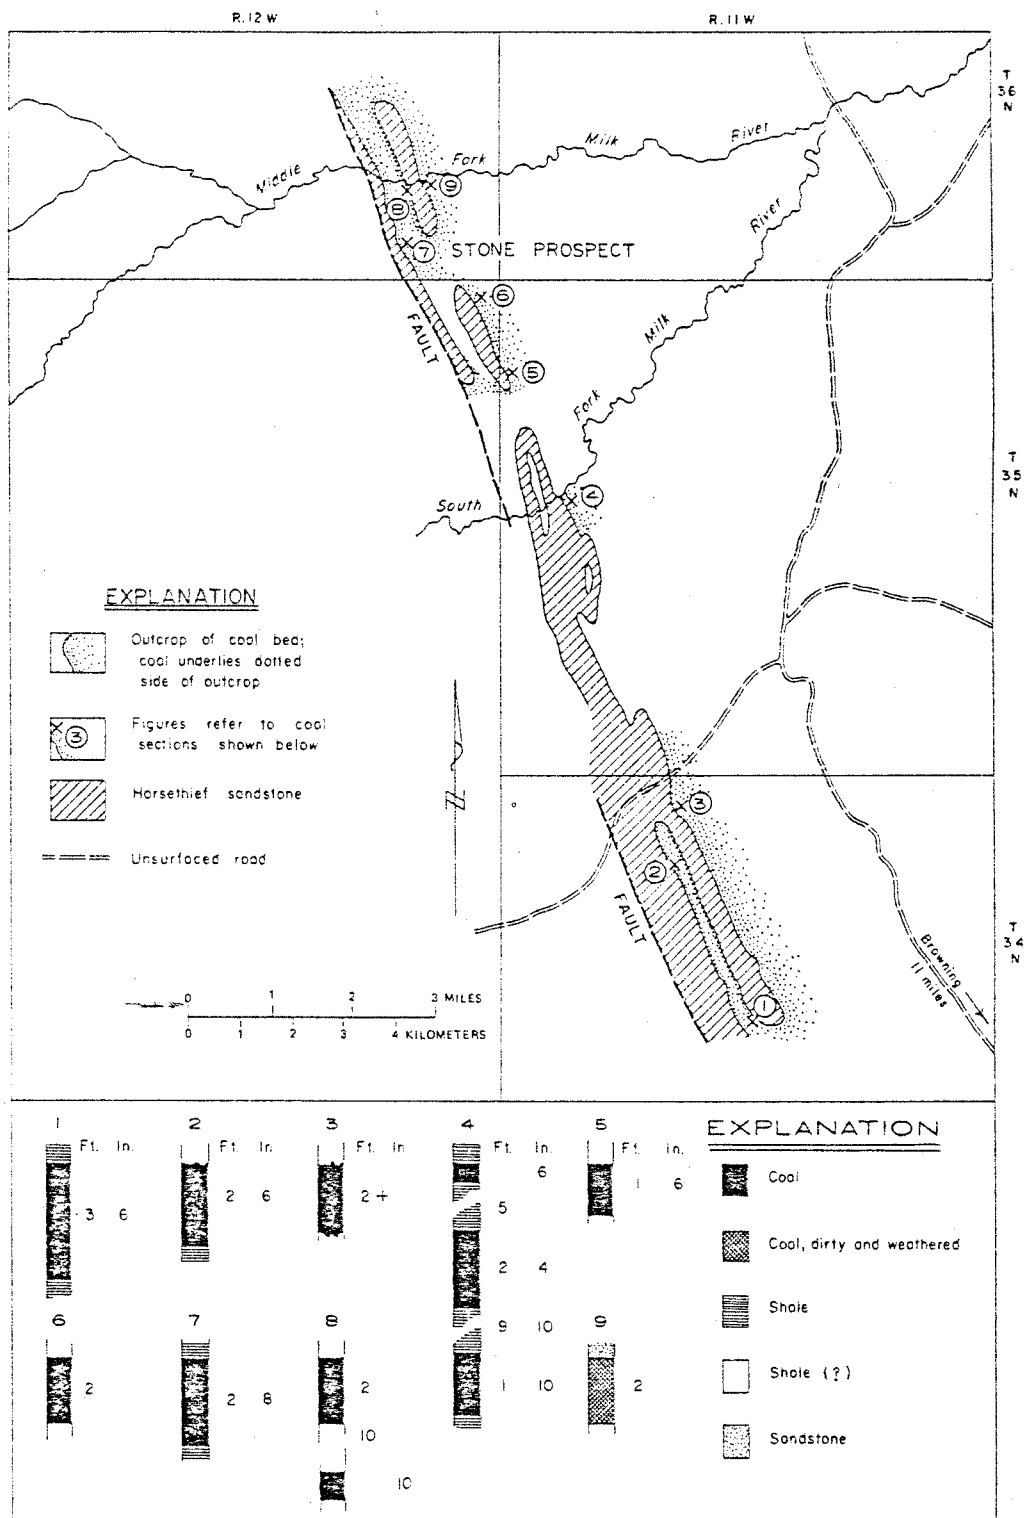 R. 12 W
R. 11 W
T
36
N
Middle
Fork
Milk
River
River
⑨
⑧
⑦
STONE PROSPECT
⑥
FAULT
Milk
⑤
Fork
T
35
N
④
South
EXPLANATION
Outcrop of coal bed;
coal underlies dotted
side of outcrop
③
Figures refer to coal
sections shown below
Horsethief sandstone
Unsurfaced road
N
③
②
FAULT
T
34
N
Browning
11 miles
①
0 1 2 3 MILES
0 1 2 3 4 KILOMETERS
1
Ft. In.
3 6
2
Ft. In
2 6
3
Ft. In
2+
4
Ft. In.
6
5
2 4
9 10
1 10
5
Ft. In.
1 6
6
2
7
2 8
8
2
10
10
9
2
EXPLANATION
Coal
Coal, dirty and weathered
Shale
Shale (?)
Sandstone